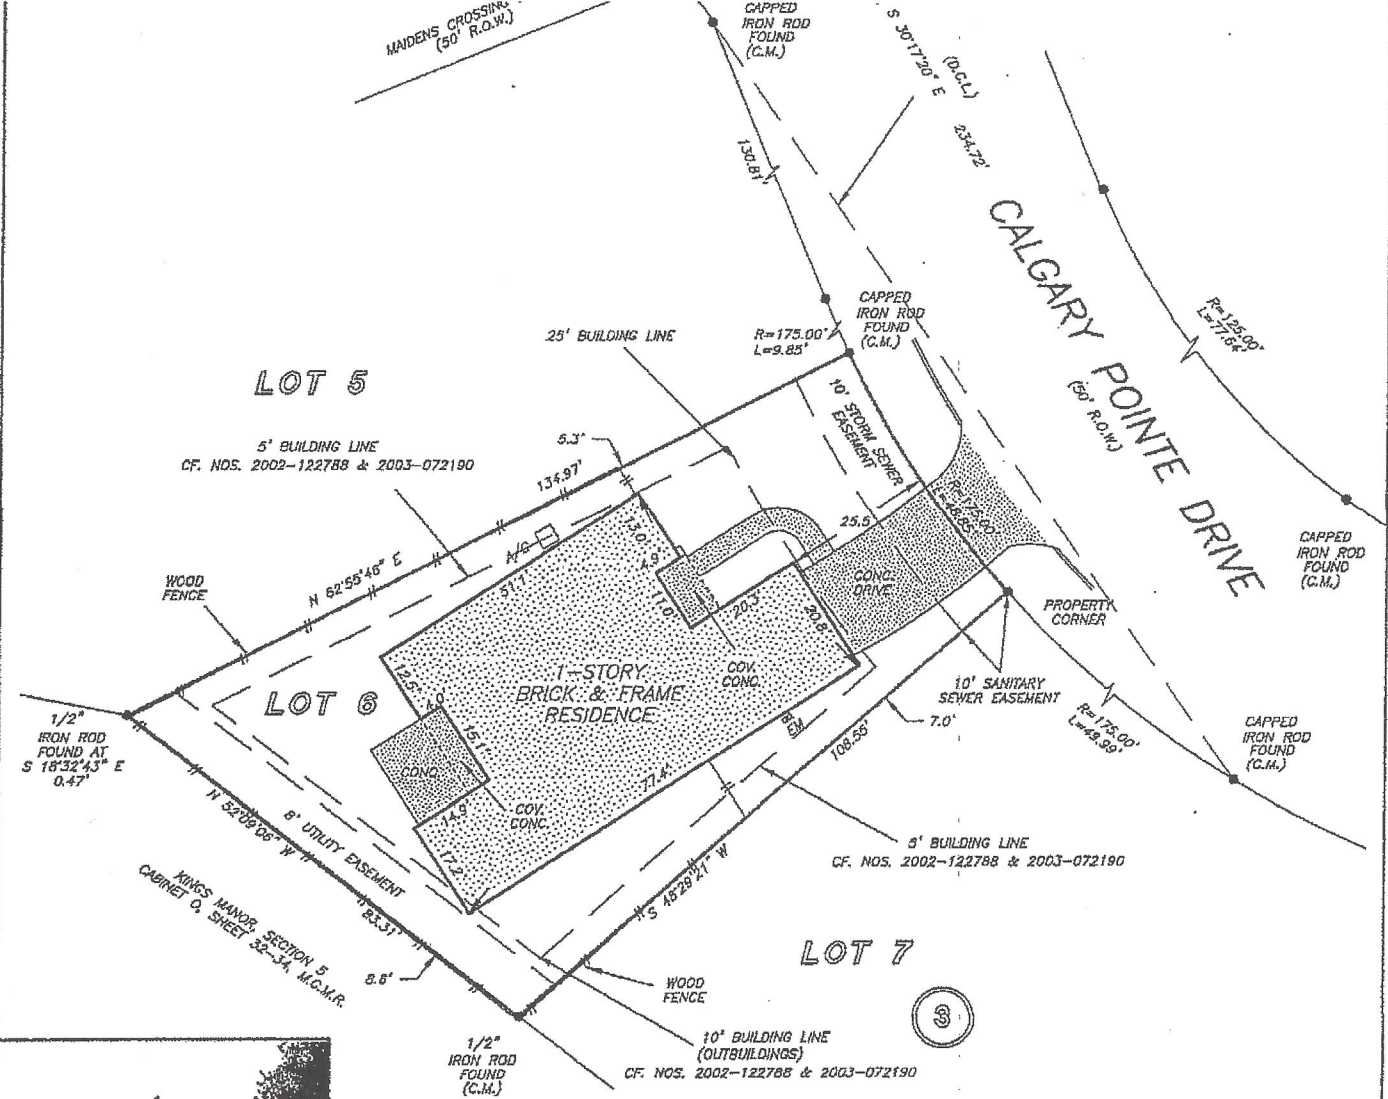 MAIDENS CROSSING
(50' R.O.W.)
CAPPED
IRON ROD
FOUND
(C.M.)
S 30°17'20" E
(D.C.L.)
234.72'
130.81'
CALGARY POINTE DRIVE
(50' R.O.W.)
R=125.00'
L=77.64'
CAPPED
IRON ROD
FOUND
(C.M.)
R=175.00'
L=9.85'
25' BUILDING LINE
LOT 5
10' STORM SEWER
EASEMENT
5' BUILDING LINE
CF. NOS. 2002-122788 & 2003-072190
5.3'
134.97'
N 62°55'46" E
WOOD
FENCE
A/C
51.1'
13.0'
4.9'
11.0'
20.3'
20.8'
25.5'
R=175.00'
CONC.
DRIVE
CAPPED
IRON ROD
FOUND
(C.M.)
PROPERTY
CORNER
10' SANITARY
SEWER EASEMENT
COV.
CONC.
1-STORY
BRICK & FRAME
RESIDENCE
LOT 6
12.5'
4.0'
15.1'
CONC.
14.9'
COV.
CONC.
17.2'
77.4'
EM
7.0'
108.55'
R=175.00'
L=49.99'
CAPPED
IRON ROD
FOUND
(C.M.)
1/2"
IRON ROD
FOUND AT
S 18°32'43" E
0.47'
N 52°09'06" W
8' UTILITY EASEMENT
83.31'
KINGS MANOR, SECTION 5
CABINET O, SHEET 32-34, M.C.M.R.
8.6'
S 48°29'21" W
5' BUILDING LINE
CF. NOS. 2002-122788 & 2003-072190
LOT 7
3
WOOD
FENCE
10' BUILDING LINE
(OUTBUILDINGS)
CF. NOS. 2002-122788 & 2003-072190
1/2"
IRON ROD
FOUND
(C.M.)